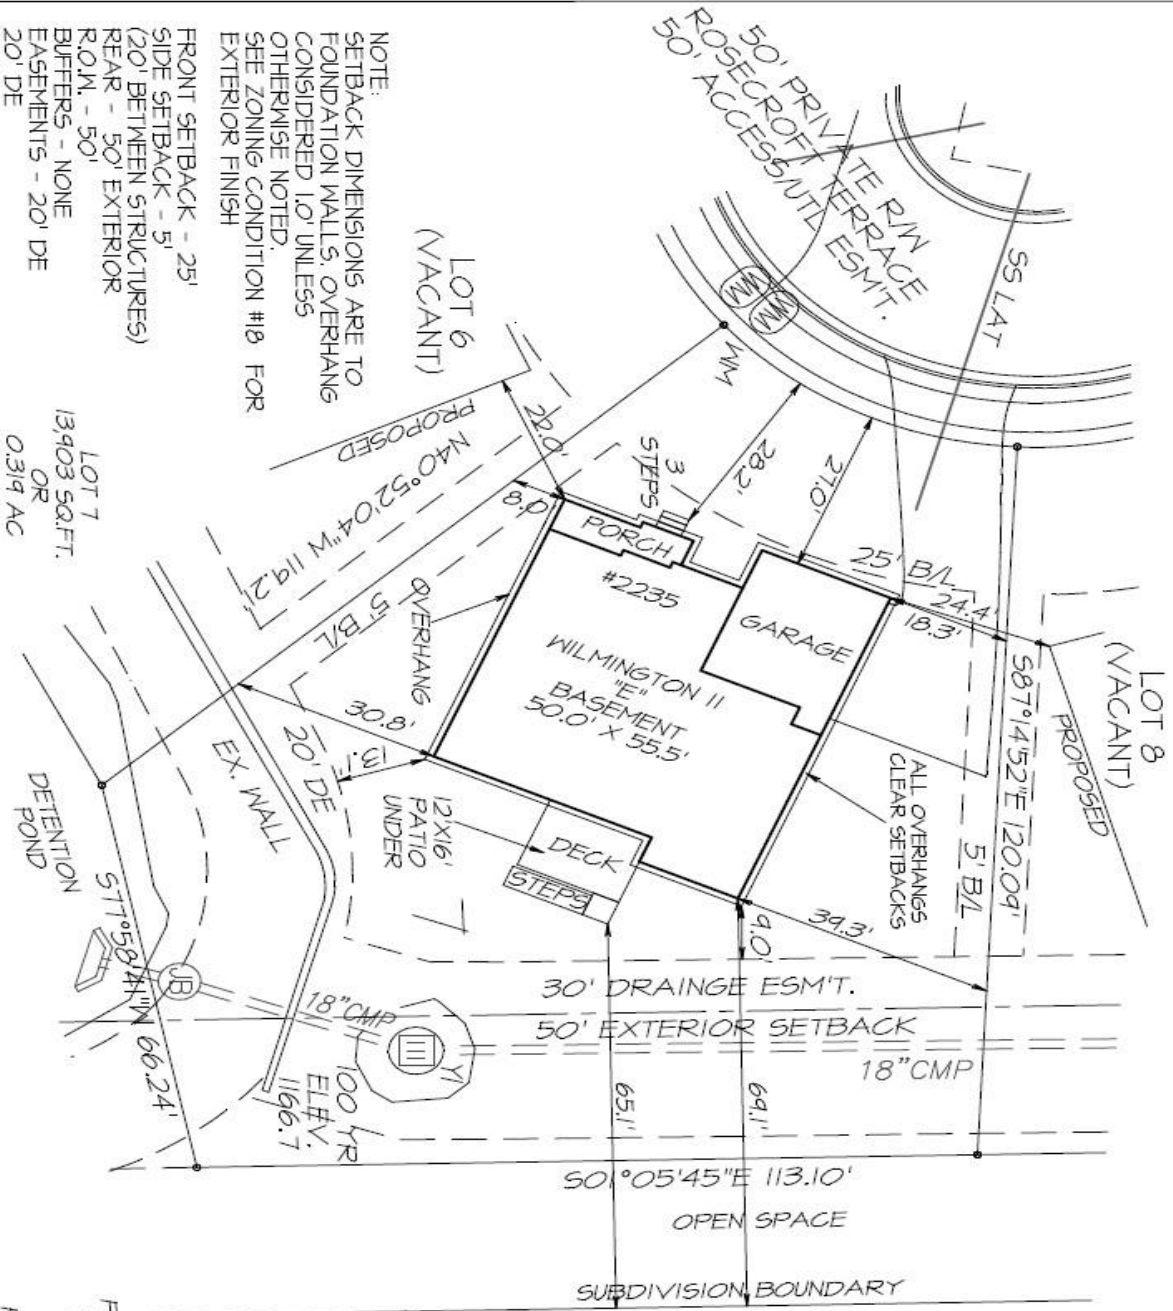 50' PRIVATE R/W
ROSECROFT TERRACE
50' ACCESS/UTL ESM'T.
SS LAT
WM
WM
WM
WM
NOTE:
SETBACK DIMENSIONS ARE TO
FOUNDATION WALLS. OVERHANG
CONSIDERED 1.0' UNLESS
OTHERWISE NOTED.
SEE ZONING CONDITION #18 FOR
EXTERIOR FINISH
FRONT SETBACK - 25'
SIDE SETBACK - 5'
(20' BETWEEN STRUCTURES)
REAR - 50' EXTERIOR
R.O.W. - 50'
BUFFERS - NONE
EASEMENTS - 20' DE
20' DE
LOT 6
(VACANT)
PROPOSED
LOT 7
13,903 SQ.FT.
OR
0.319 AC
N40°52'04"W 119.2'
22.0'
8.0'
3
STEPS
28.2'
27.0'
25' B/L
24.4'
18.3'
LOT 8
(VACANT)
PROPOSED
S87°14'52"E 120.09'
5' B/L
PORCH
#2235
GARAGE
WILMINGTON II
"E"
BASEMENT
50.0' X 55.5'
ALL OVERHANGS
CLEAR SETBACKS
OVERHANG
5' B/L
30.8'
13.1'
20' DE
EX. WALL
12'X16'
PATIO
UNDER
DECK
STEPS
7
39.3'
9.0'
30' DRAINGE ESM'T.
50' EXTERIOR SETBACK
18"CMP
18"CMP
YI
JB
100 YR
ELEV.
1166.7
DETENTION
POND
S77°58'41"W 66.24'
65.1'
69.1'
S01°05'45"E 113.10'
OPEN SPACE
SUBDIVISION BOUNDARY